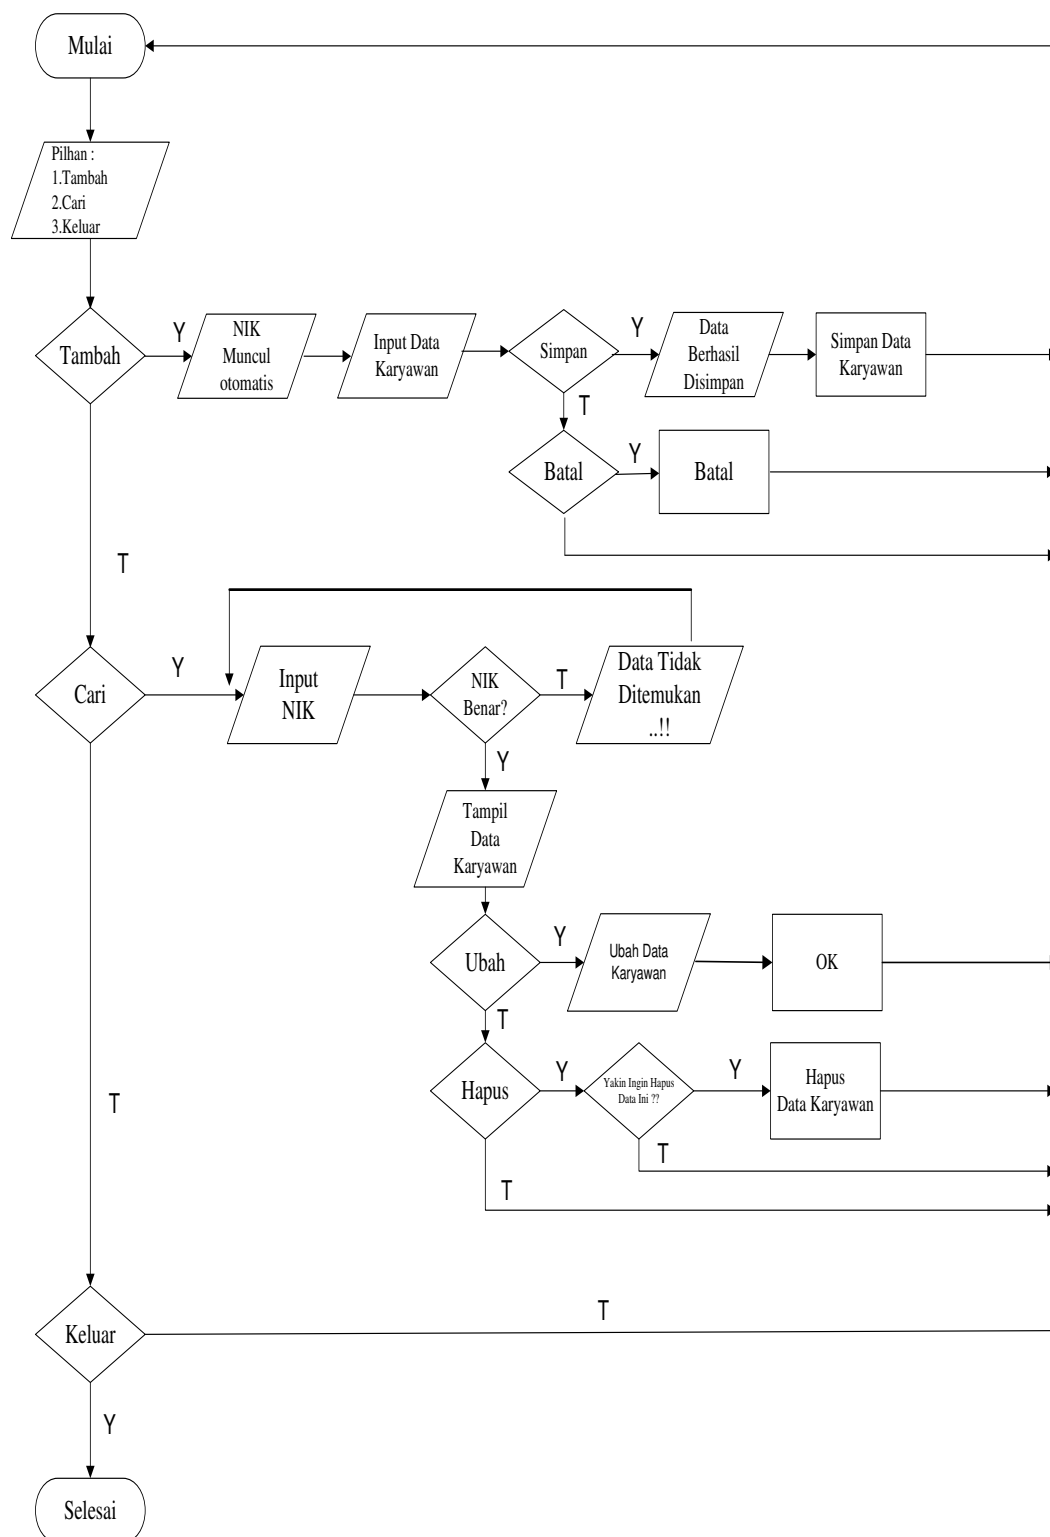 Mulai
Pilhan :
1.Tambah
2.Cari
3.Keluar
Tambah
Y
NIK
Muncul
otomatis
Input Data
Karyawan
Simpan
Y
Data
Berhasil
Disimpan
Simpan Data
Karyawan
T
Batal
Y
Batal
T
Cari
Y
Input
NIK
NIK
Benar?
T
Data Tidak
Ditemukan
..!!
Y
Tampil
Data
Karyawan
Ubah
Y
Ubah Data
Karyawan
OK
T
Hapus
Y
Yakin Ingin Hapus
Data Ini ??
Y
Hapus
Data Karyawan
T
T
T
Keluar
T
Y
Selesai